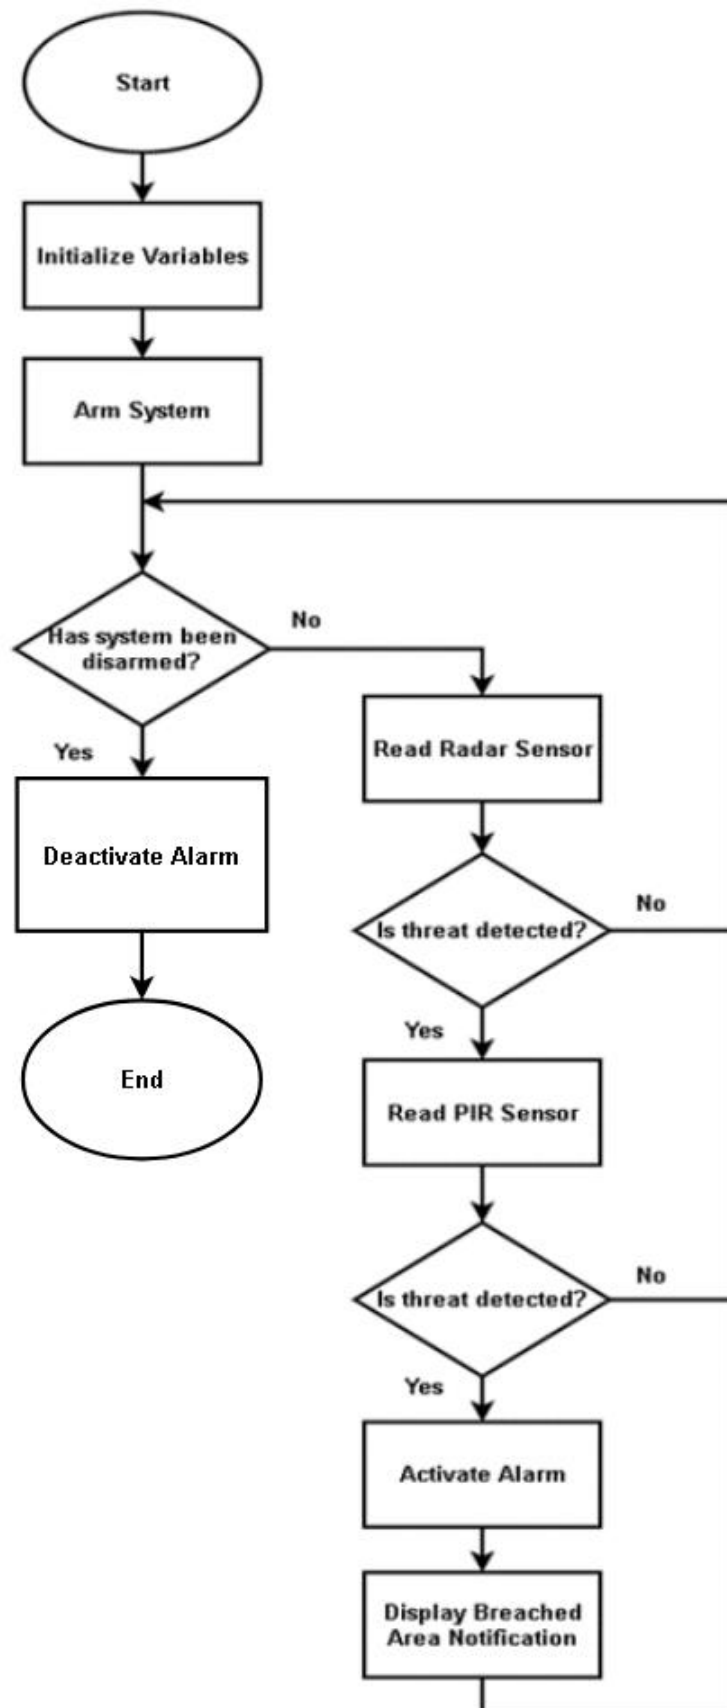 Start
Initialize Variables
Arm System
Has system been
disarmed?
No
Yes
Deactivate Alarm
End
Read Radar Sensor
Is threat detected?
No
Yes
Read PIR Sensor
Is threat detected?
No
Yes
Activate Alarm
Display Breached
Area Notification